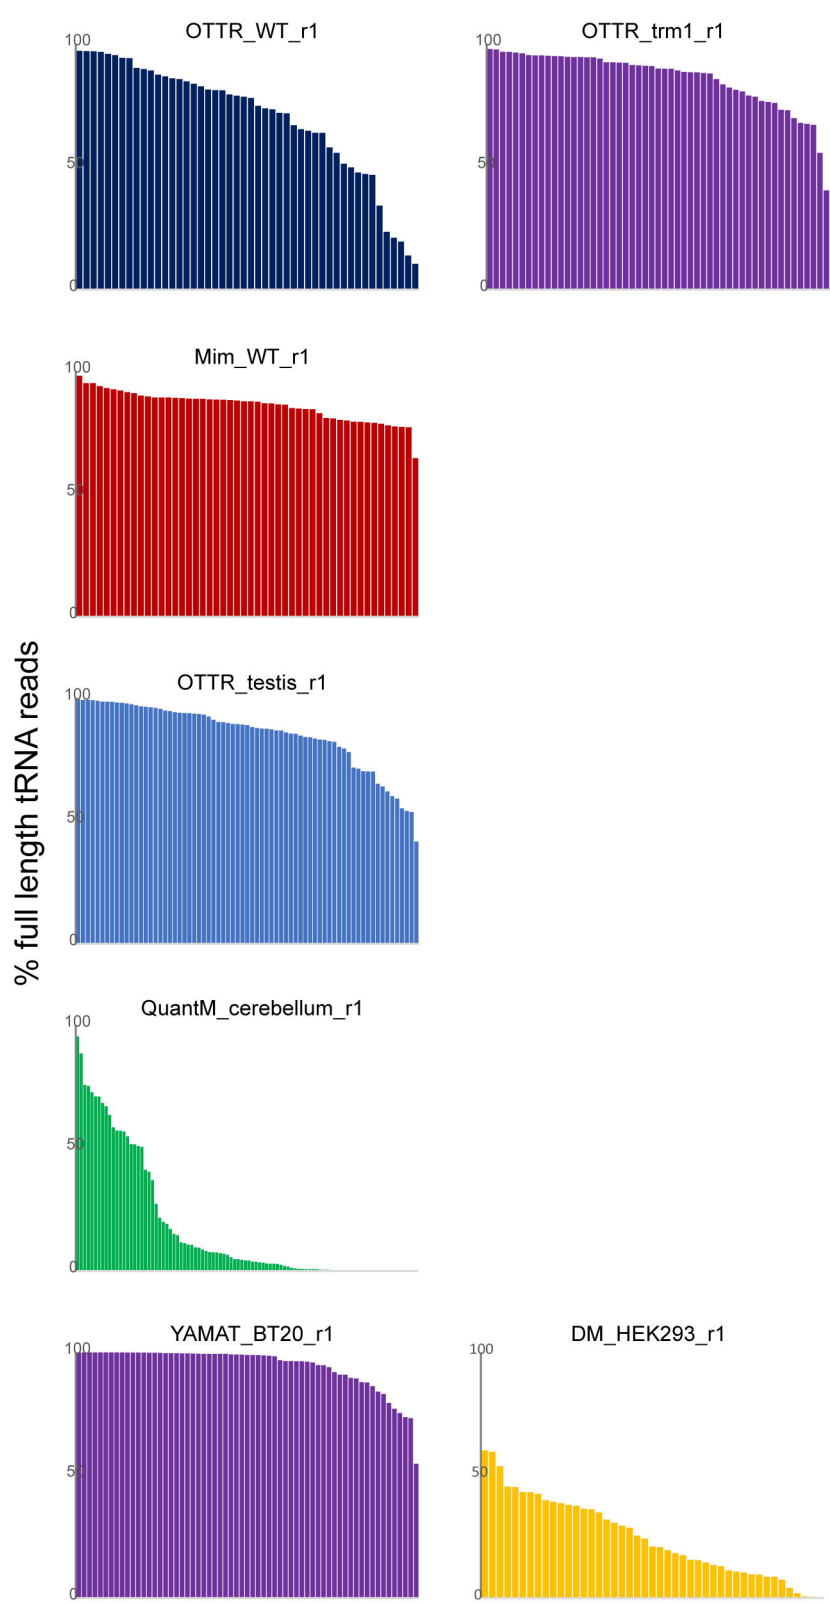 OTTR_WT_r1
100
50
0
OTTR_trm1_r1
100
50
0
Mim_WT_r1
100
50
0
% full length tRNA reads
OTTR_testis_r1
100
50
0
QuantM_cerebellum_r1
100
50
0
YAMAT_BT20_r1
100
50
0
DM_HEK293_r1
100
50
0